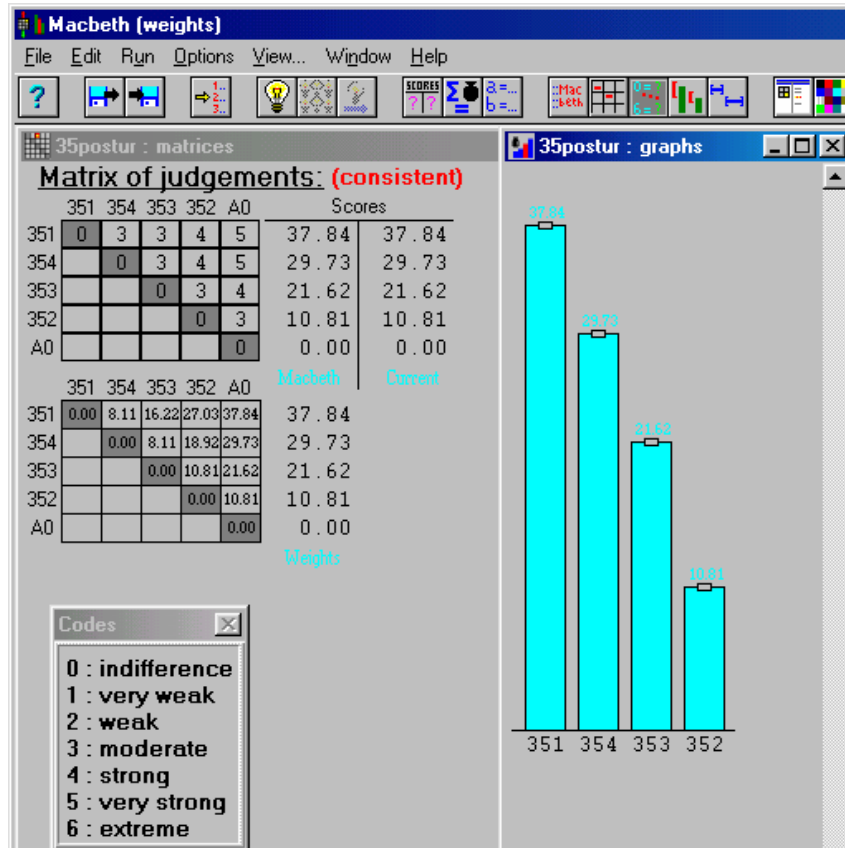 Macbeth (weights)
File Edit Run Options View... Window Help
? 1.. 2.. 3.. SCORES ? ? Σ a=... b=... ::Mac ::beth 0= 6=
35postur : matrices
Matrix of judgements: (consistent)
351 354 353 352 A0 Scores
351 0 3 3 4 5 37.84 37.84
354 0 3 4 5 29.73 29.73
353 0 3 4 21.62 21.62
352 0 3 10.81 10.81
A0 0 0.00 0.00
Macbeth Current
351 354 353 352 A0
351 0.00 8.11 16.22 27.03 37.84 37.84
354 0.00 8.11 18.92 29.73 29.73
353 0.00 10.81 21.62 21.62
352 0.00 10.81 10.81
A0 0.00 0.00
Weights
Codes
0 : indifference
1 : very weak
2 : weak
3 : moderate
4 : strong
5 : very strong
6 : extreme
35postur : graphs
37.84
29.73
21.62
10.81
351 354 353 352